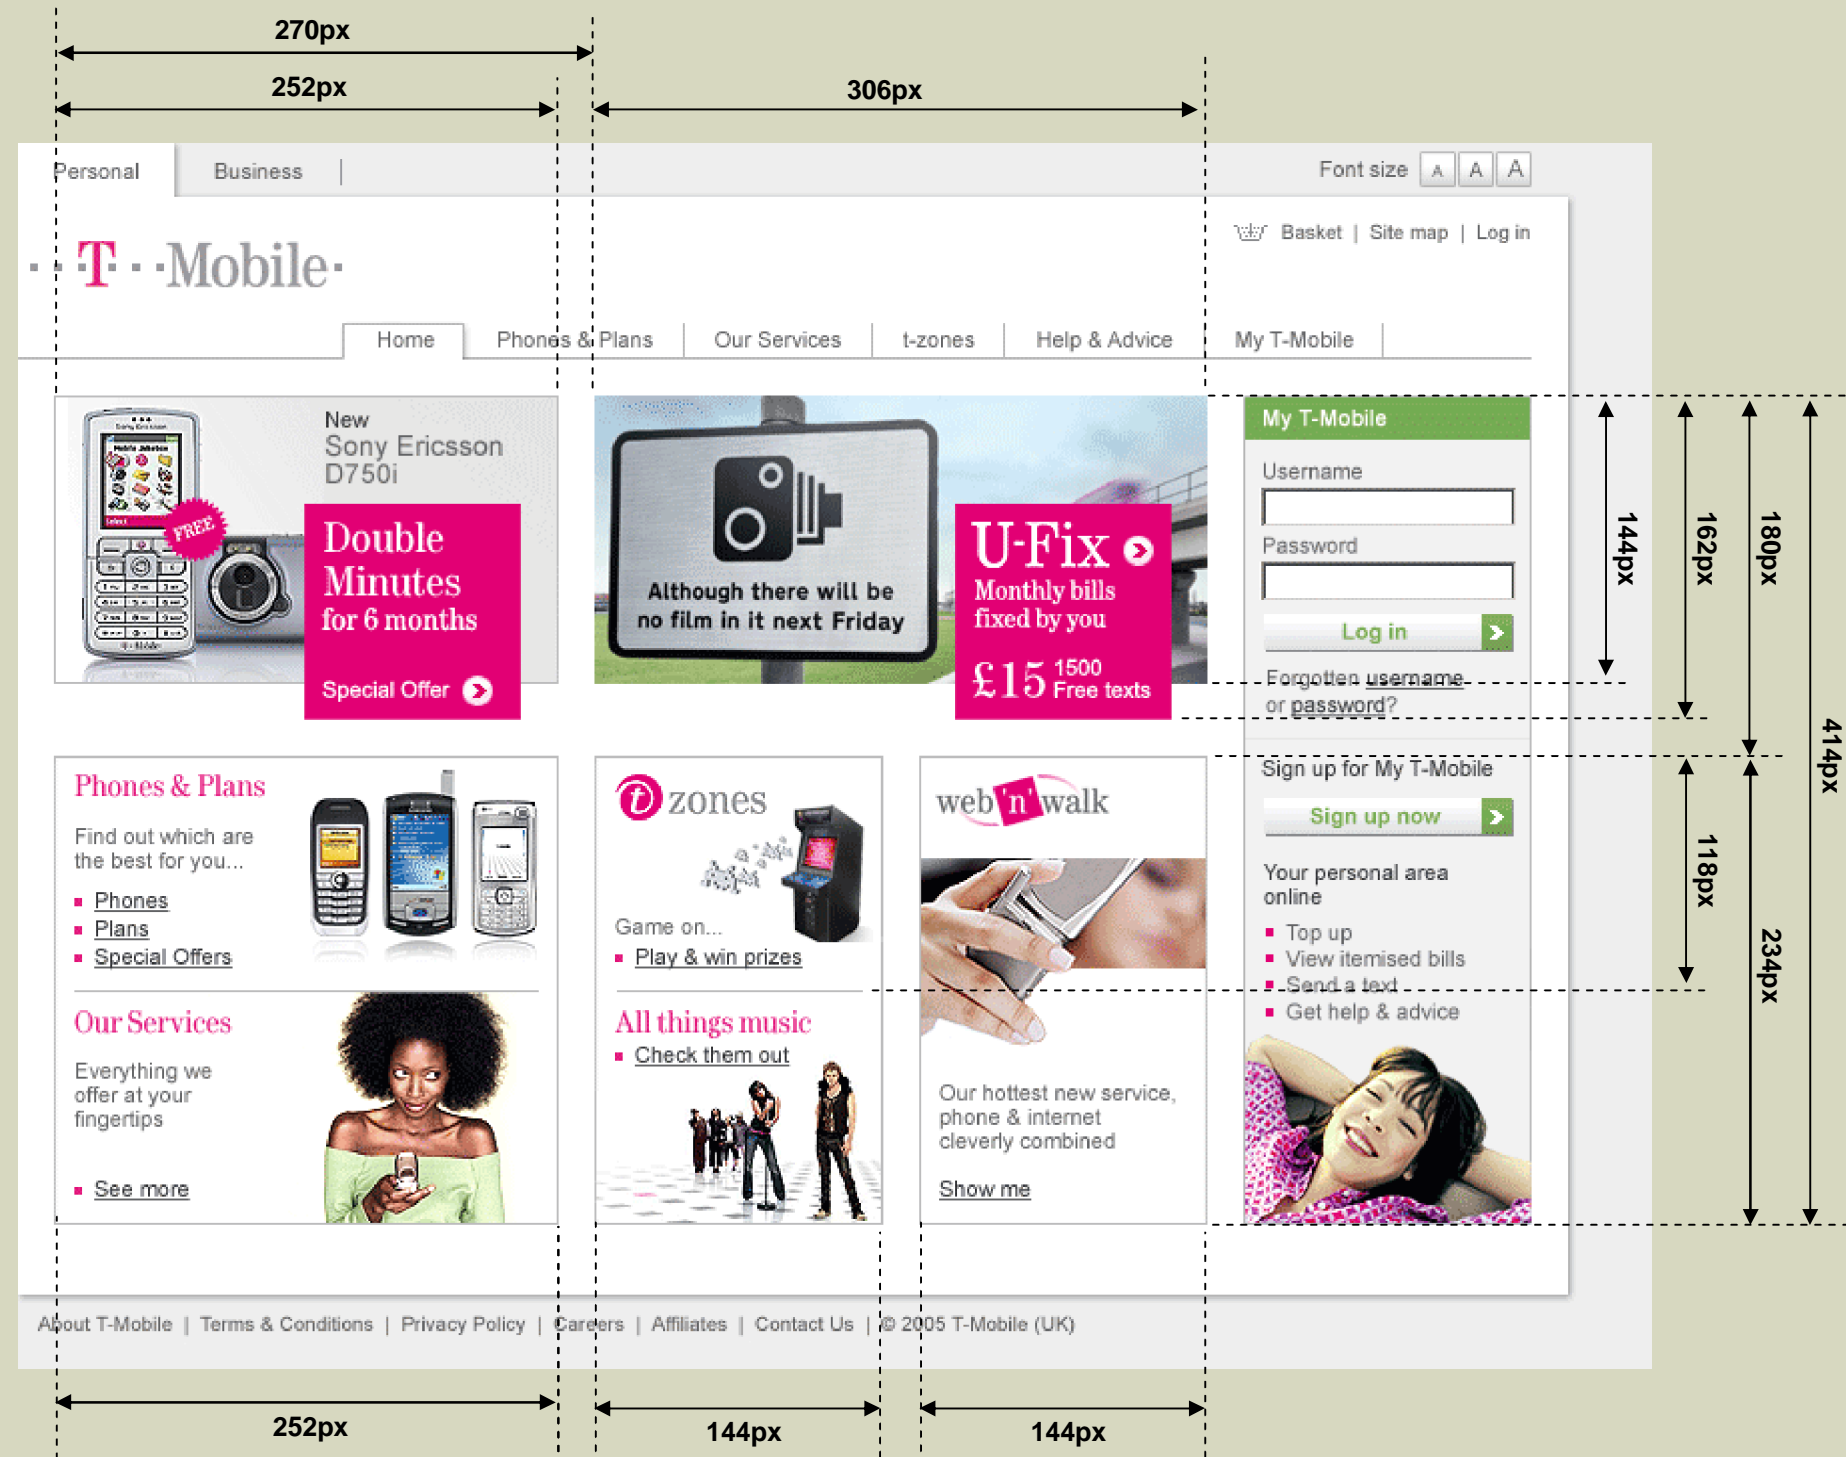 270px
252px
306px
Personal
Business
Font size A A A
Basket | Site map | Log in
T Mobile
Home
Phones & Plans
Our Services
t-zones
Help & Advice
My T-Mobile
New
Sony Ericsson
D750i
FREE
Double
Minutes
for 6 months
Special Offer
Although there will be
no film in it next Friday
U-Fix
Monthly bills
fixed by you
£15 1500
Free texts
My T-Mobile
Username
Password
Log in
Forgotten username
or password?
Sign up for My T-Mobile
Sign up now
Your personal area
online
Top up
View itemised bills
Send a text
Get help & advice
144px
162px
180px
414px
118px
234px
Phones & Plans
Find out which are
the best for you...
Phones
Plans
Special Offers
Our Services
Everything we
offer at your
fingertips
See more
t zones
Game on...
Play & win prizes
All things music
Check them out
web 'n' walk
Our hottest new service,
phone & internet
cleverly combined
Show me
About T-Mobile | Terms & Conditions | Privacy Policy | Careers | Affiliates | Contact Us | © 2005 T-Mobile (UK)
252px
144px
144px